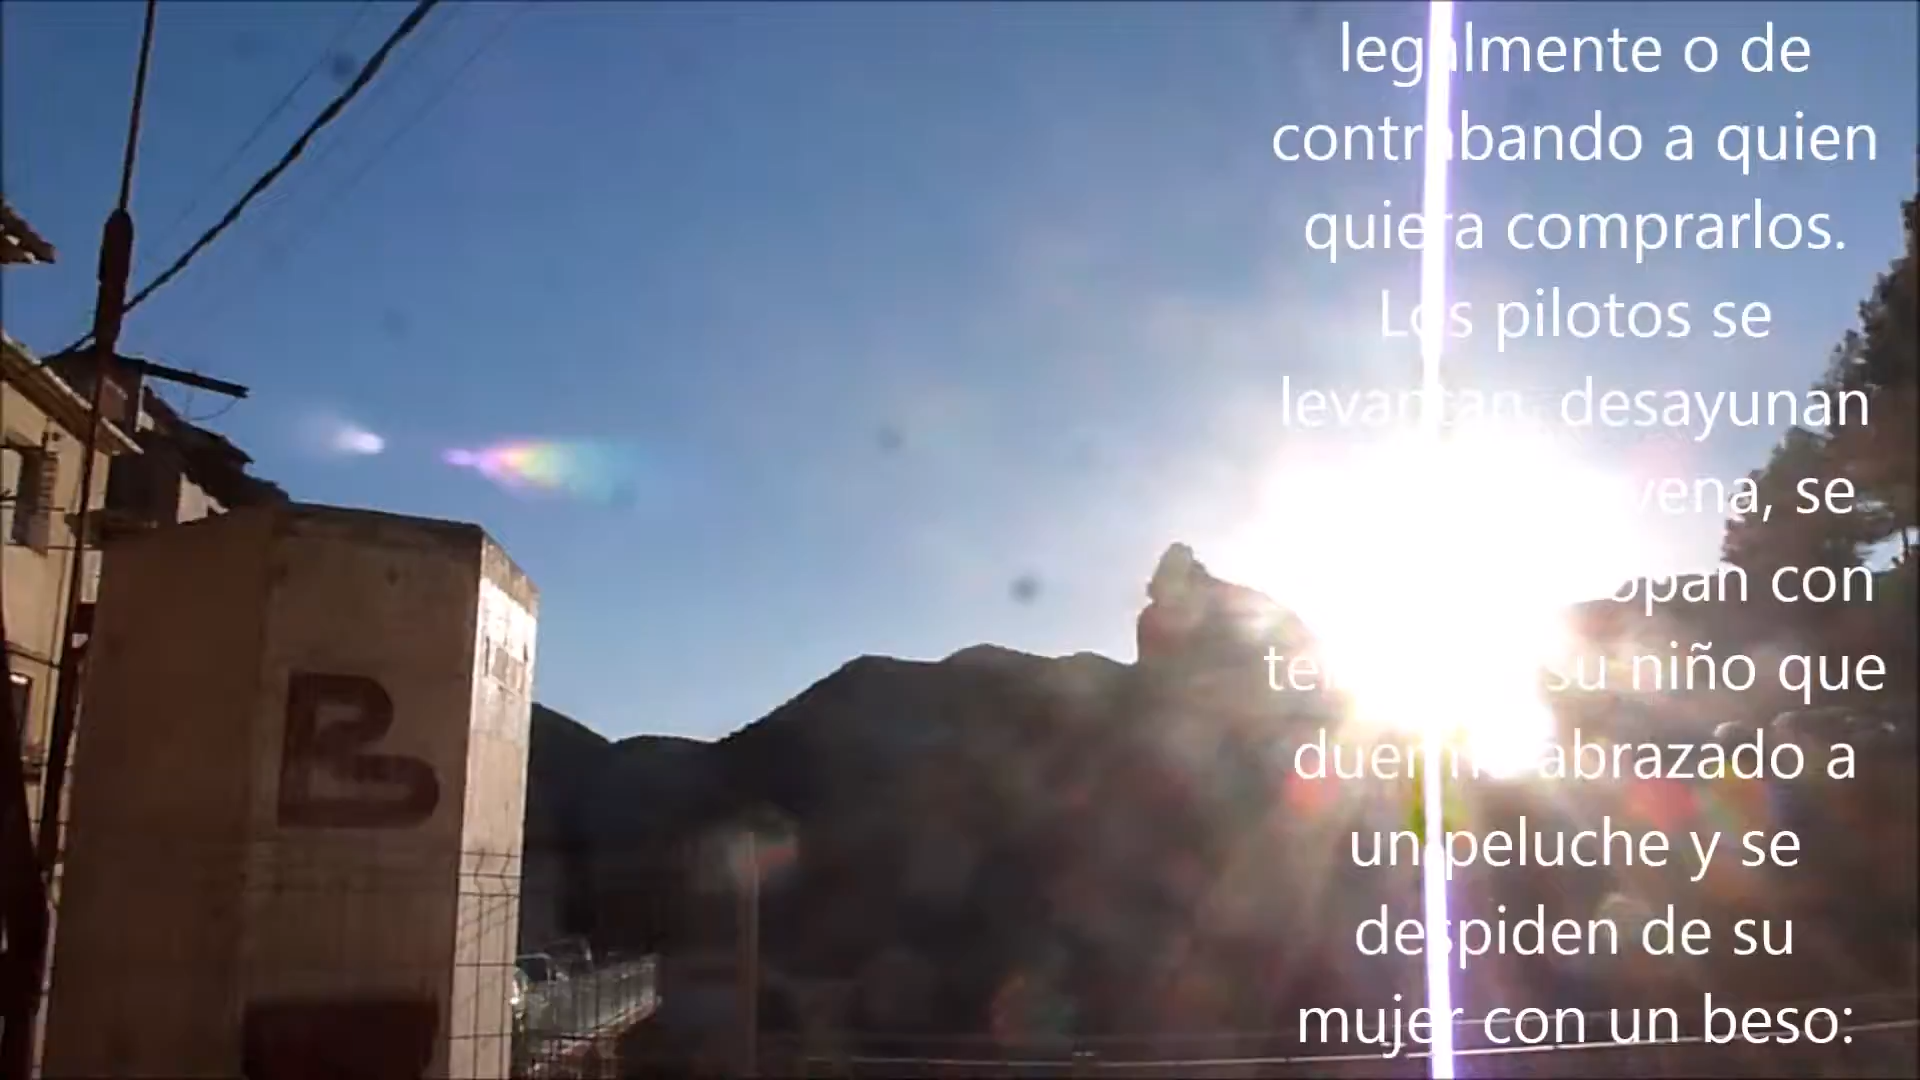 legalmente o de
contrabando a quien
quiera comprarlos.
Los pilotos se
levantan, desayunan
avena, se
con
su niño que
duerme abrazado a
un peluche y se
despiden de su
mujer con un beso: